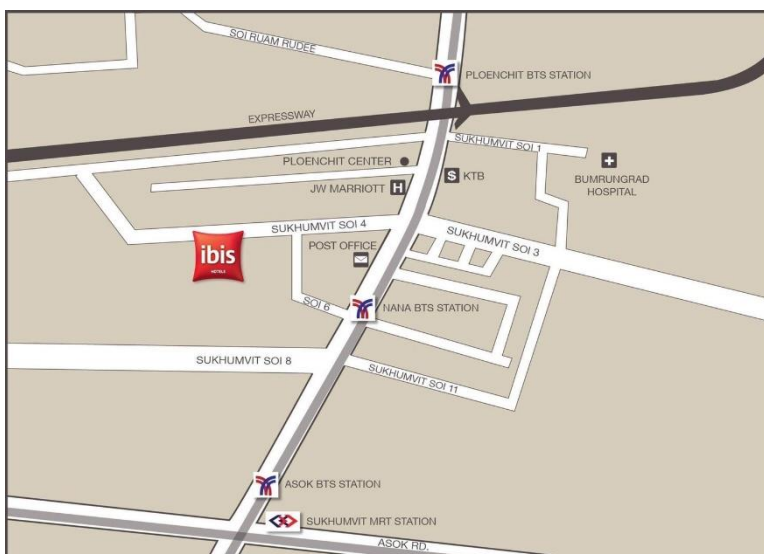 SOI RUAM RUDEE
PLOENCHIT BTS STATION
EXPRESSWAY
SUKHUMVIT SOI 1
PLOENCHIT CENTER
S
KTB
BUMRUNGRAD
HOSPITAL
JW MARRIOTT
H
SUKHUMVIT SOI 4
SUKHUMVIT SOI 3
POST OFFICE
ibis
HOTELS
SOI 6
NANA BTS STATION
SUKHUMVIT SOI 8
SUKHUMVIT SOI 11
ASOK BTS STATION
SUKHUMVIT MRT STATION
ASOK RD.